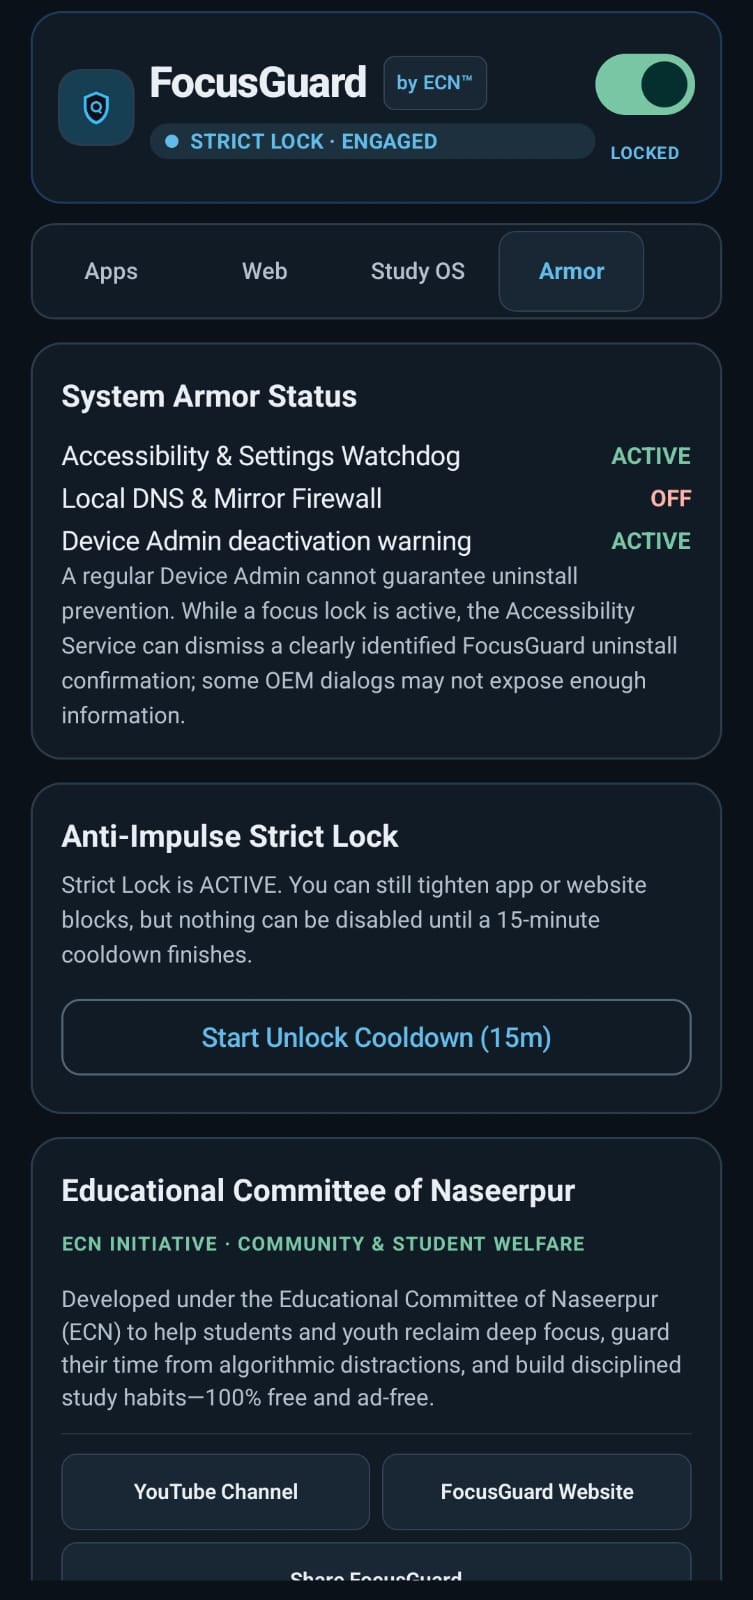 FocusGuard by ECN™
STRICT LOCK · ENGAGED
LOCKED
Apps Web Study OS Armor
System Armor Status
Accessibility & Settings Watchdog ACTIVE
Local DNS & Mirror Firewall OFF
Device Admin deactivation warning ACTIVE
A regular Device Admin cannot guarantee uninstall
prevention. While a focus lock is active, the Accessibility
Service can dismiss a clearly identified FocusGuard uninstall
confirmation; some OEM dialogs may not expose enough
information.
Anti-Impulse Strict Lock
Strict Lock is ACTIVE. You can still tighten app or website
blocks, but nothing can be disabled until a 15-minute
cooldown finishes.
Start Unlock Cooldown (15m)
Educational Committee of Naseerpur
ECN INITIATIVE · COMMUNITY & STUDENT WELFARE
Developed under the Educational Committee of Naseerpur
(ECN) to help students and youth reclaim deep focus, guard
their time from algorithmic distractions, and build disciplined
study habits—100% free and ad-free.
YouTube Channel FocusGuard Website
Share FocusGuard